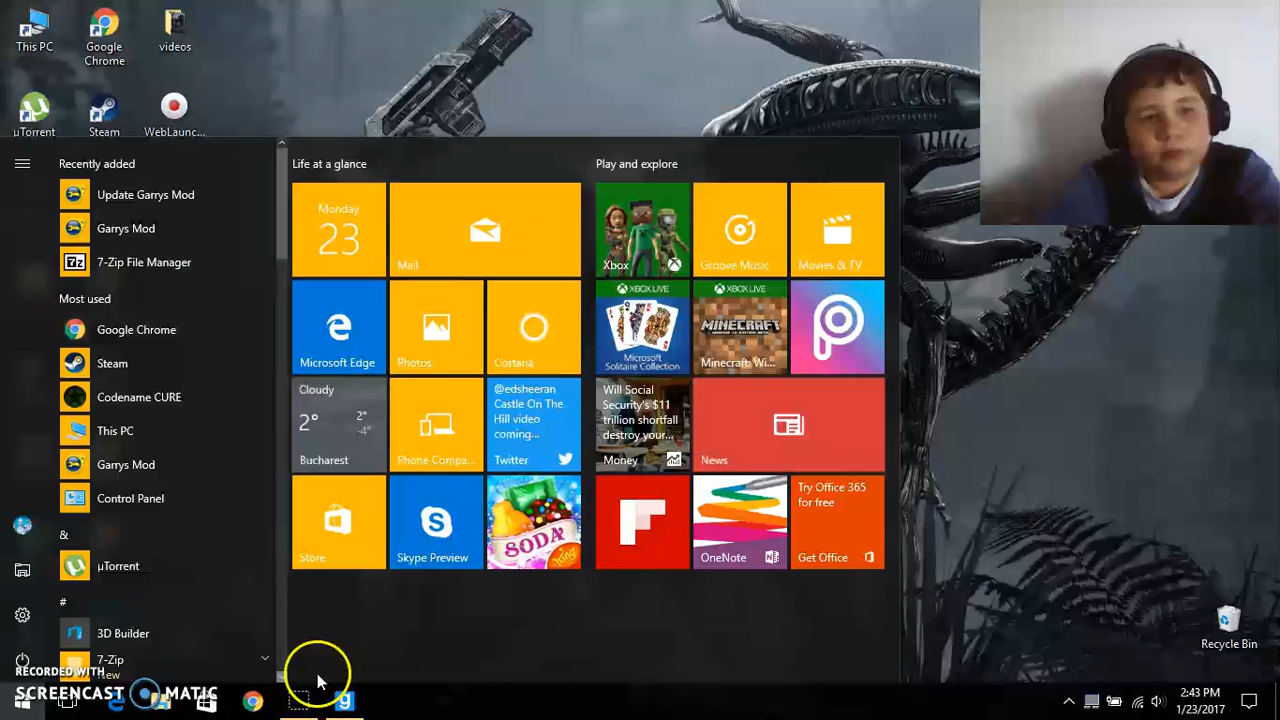 This PC
Google
Chrome
videos
µTorrent
Steam
WebLaunc...
Recently added
Update Garrys Mod
Garrys Mod
7-Zip File Manager
Most used
Google Chrome
Steam
Codename CURE
This PC
Garrys Mod
Control Panel
&
µTorrent
#
3D Builder
7-Zip
New
Life at a glance
Monday
23
Mail
Microsoft Edge
Photos
Cortana
Cloudy
2°
2°
-4°
Bucharest
Phone Compa...
@edsheeran
Castle On The
Hill video
coming...
Twitter
Store
Skype Preview
SODA
King
Play and explore
Xbox
Groove Music
Movies & TV
XBOX LIVE
Microsoft
Solitaire Collection
XBOX LIVE
MINECRAFT
Minecraft: Wi...
Will Social
Security's $11
trillion shortfall
destroy your...
Money
News
OneNote
Try Office 365
for free
Get Office
Recycle Bin
RECORDED WITH
SCREENCAST MATIC
2:43 PM
1/23/2017